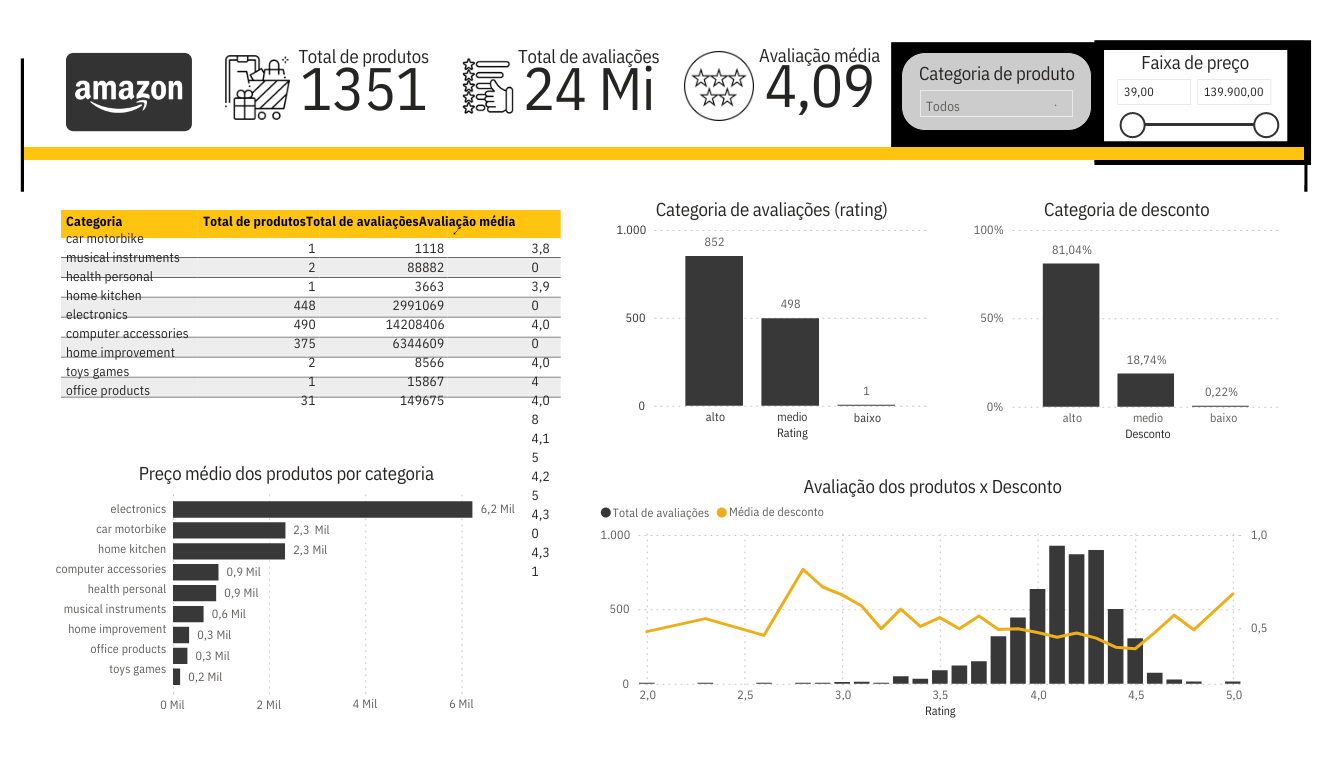 amazon
Total de produtos
1351
Total de avaliações
24 Mi
Avaliação média
4,09
Categoria de produto
Todos
Faixa de preço
39,00 139.900,00
Categoria Total de produtos Total de avaliações Avaliação média
car motorbike
1 1118 3,8
musical instruments
2 88882 0
health personal
1 3663 3,9
home kitchen
448 2991069 0
electronics
490 14208406 4,0
computer accessories
375 6344609 0
home improvement
2 8566 4,0
toys games
1 15867 4
office products
31 149675 4,0
8
4,1
5
4,2
5
4,3
0
4,3
1
Categoria de avaliações (rating)
1.000
500
0
852
498
1
alto medio baixo
Rating
Categoria de desconto
100%
50%
0%
81,04%
18,74%
0,22%
alto medio baixo
Desconto
Preço médio dos produtos por categoria
electronics 6,2 Mil
car motorbike 2,3 Mil
home kitchen 2,3 Mil
computer accessories 0,9 Mil
health personal 0,9 Mil
musical instruments 0,6 Mil
home improvement 0,3 Mil
office products 0,3 Mil
toys games 0,2 Mil
0 Mil 2 Mil 4 Mil 6 Mil
Avaliação dos produtos x Desconto
Total de avaliações Média de desconto
1.000 1,0
500 0,5
0
2,0 2,5 3,0 3,5 4,0 4,5 5,0
Rating